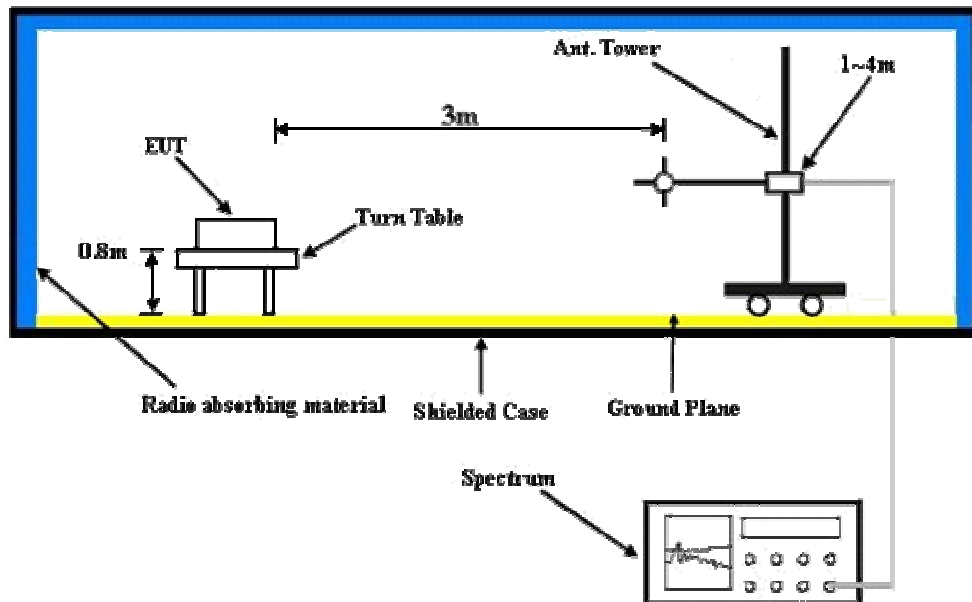 Ant. Tower
1~4m
3m
EUT
Turn Table
0.8m
Radio absorbing material
Shielded Case
Ground Plane
Spectrum